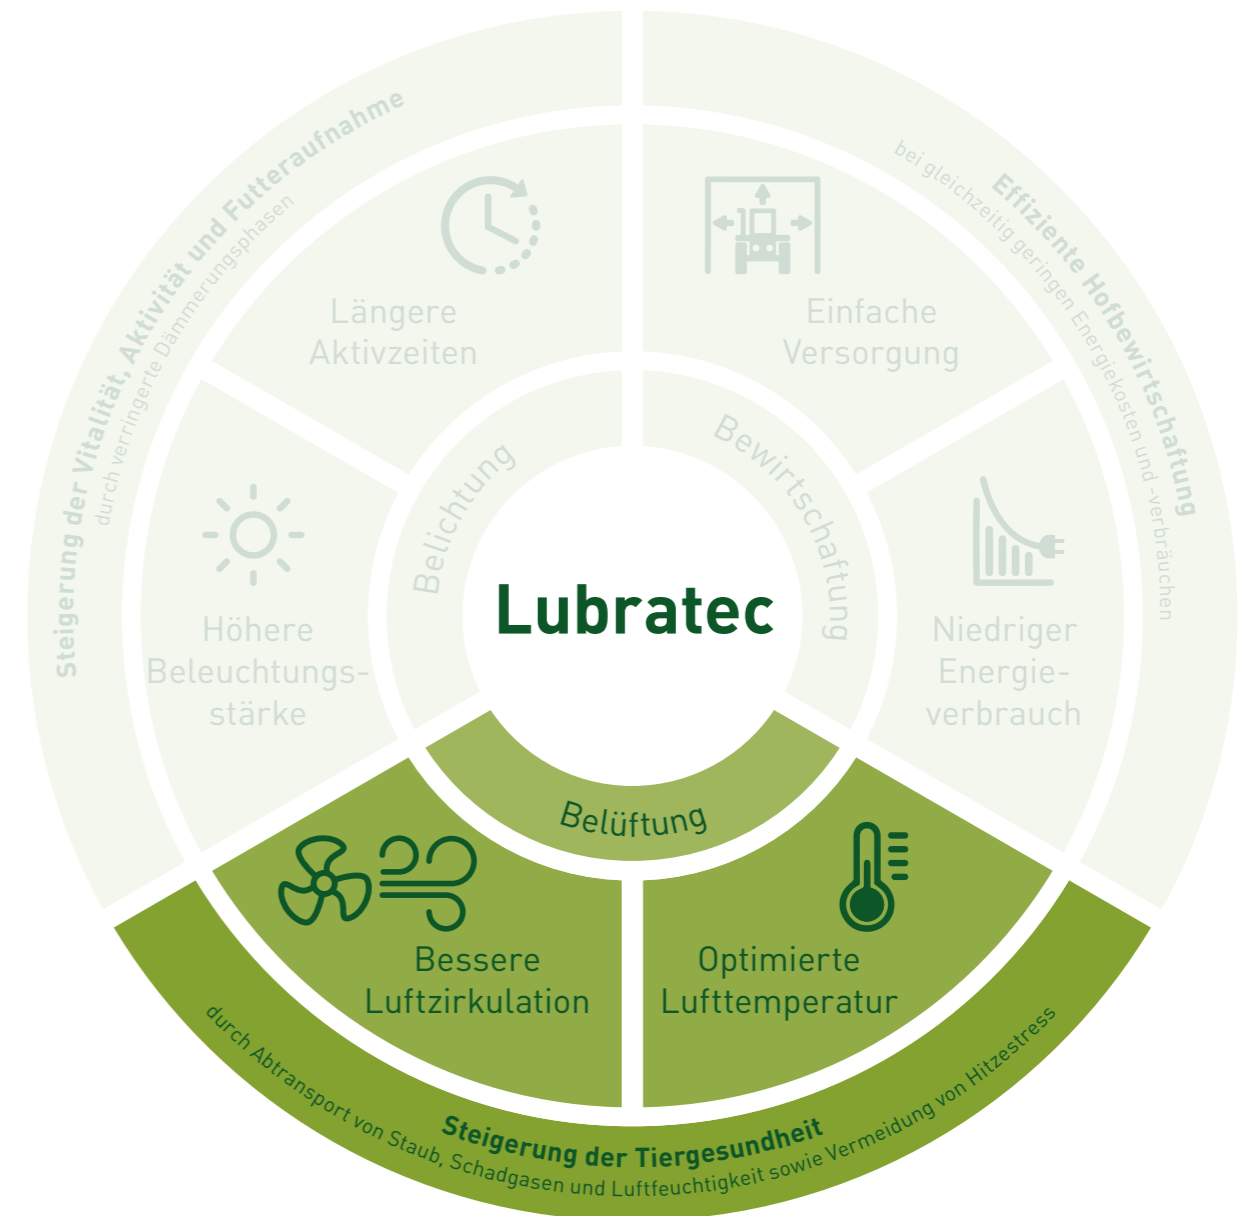 Steigerung der Vitalität, Aktivität und Futteraufnahme
durch verringerte Dämmerungsphasen
Effiziente Hofbewirtschaftung
bei gleichzeitig geringen Energiekosten und -verbräuchen
Längere
Aktivzeiten
Einfache
Versorgung
Belichtung
Bewirtschaftung
Lubratec
Höhere
Beleuchtungs-
stärke
Niedriger
Energie-
verbrauch
Belüftung
Bessere
Luftzirkulation
Optimierte
Lufttemperatur
Steigerung der Tiergesundheit
durch Abtransport von Staub, Schadgasen und Luftfeuchtigkeit sowie Vermeidung von Hitzestress